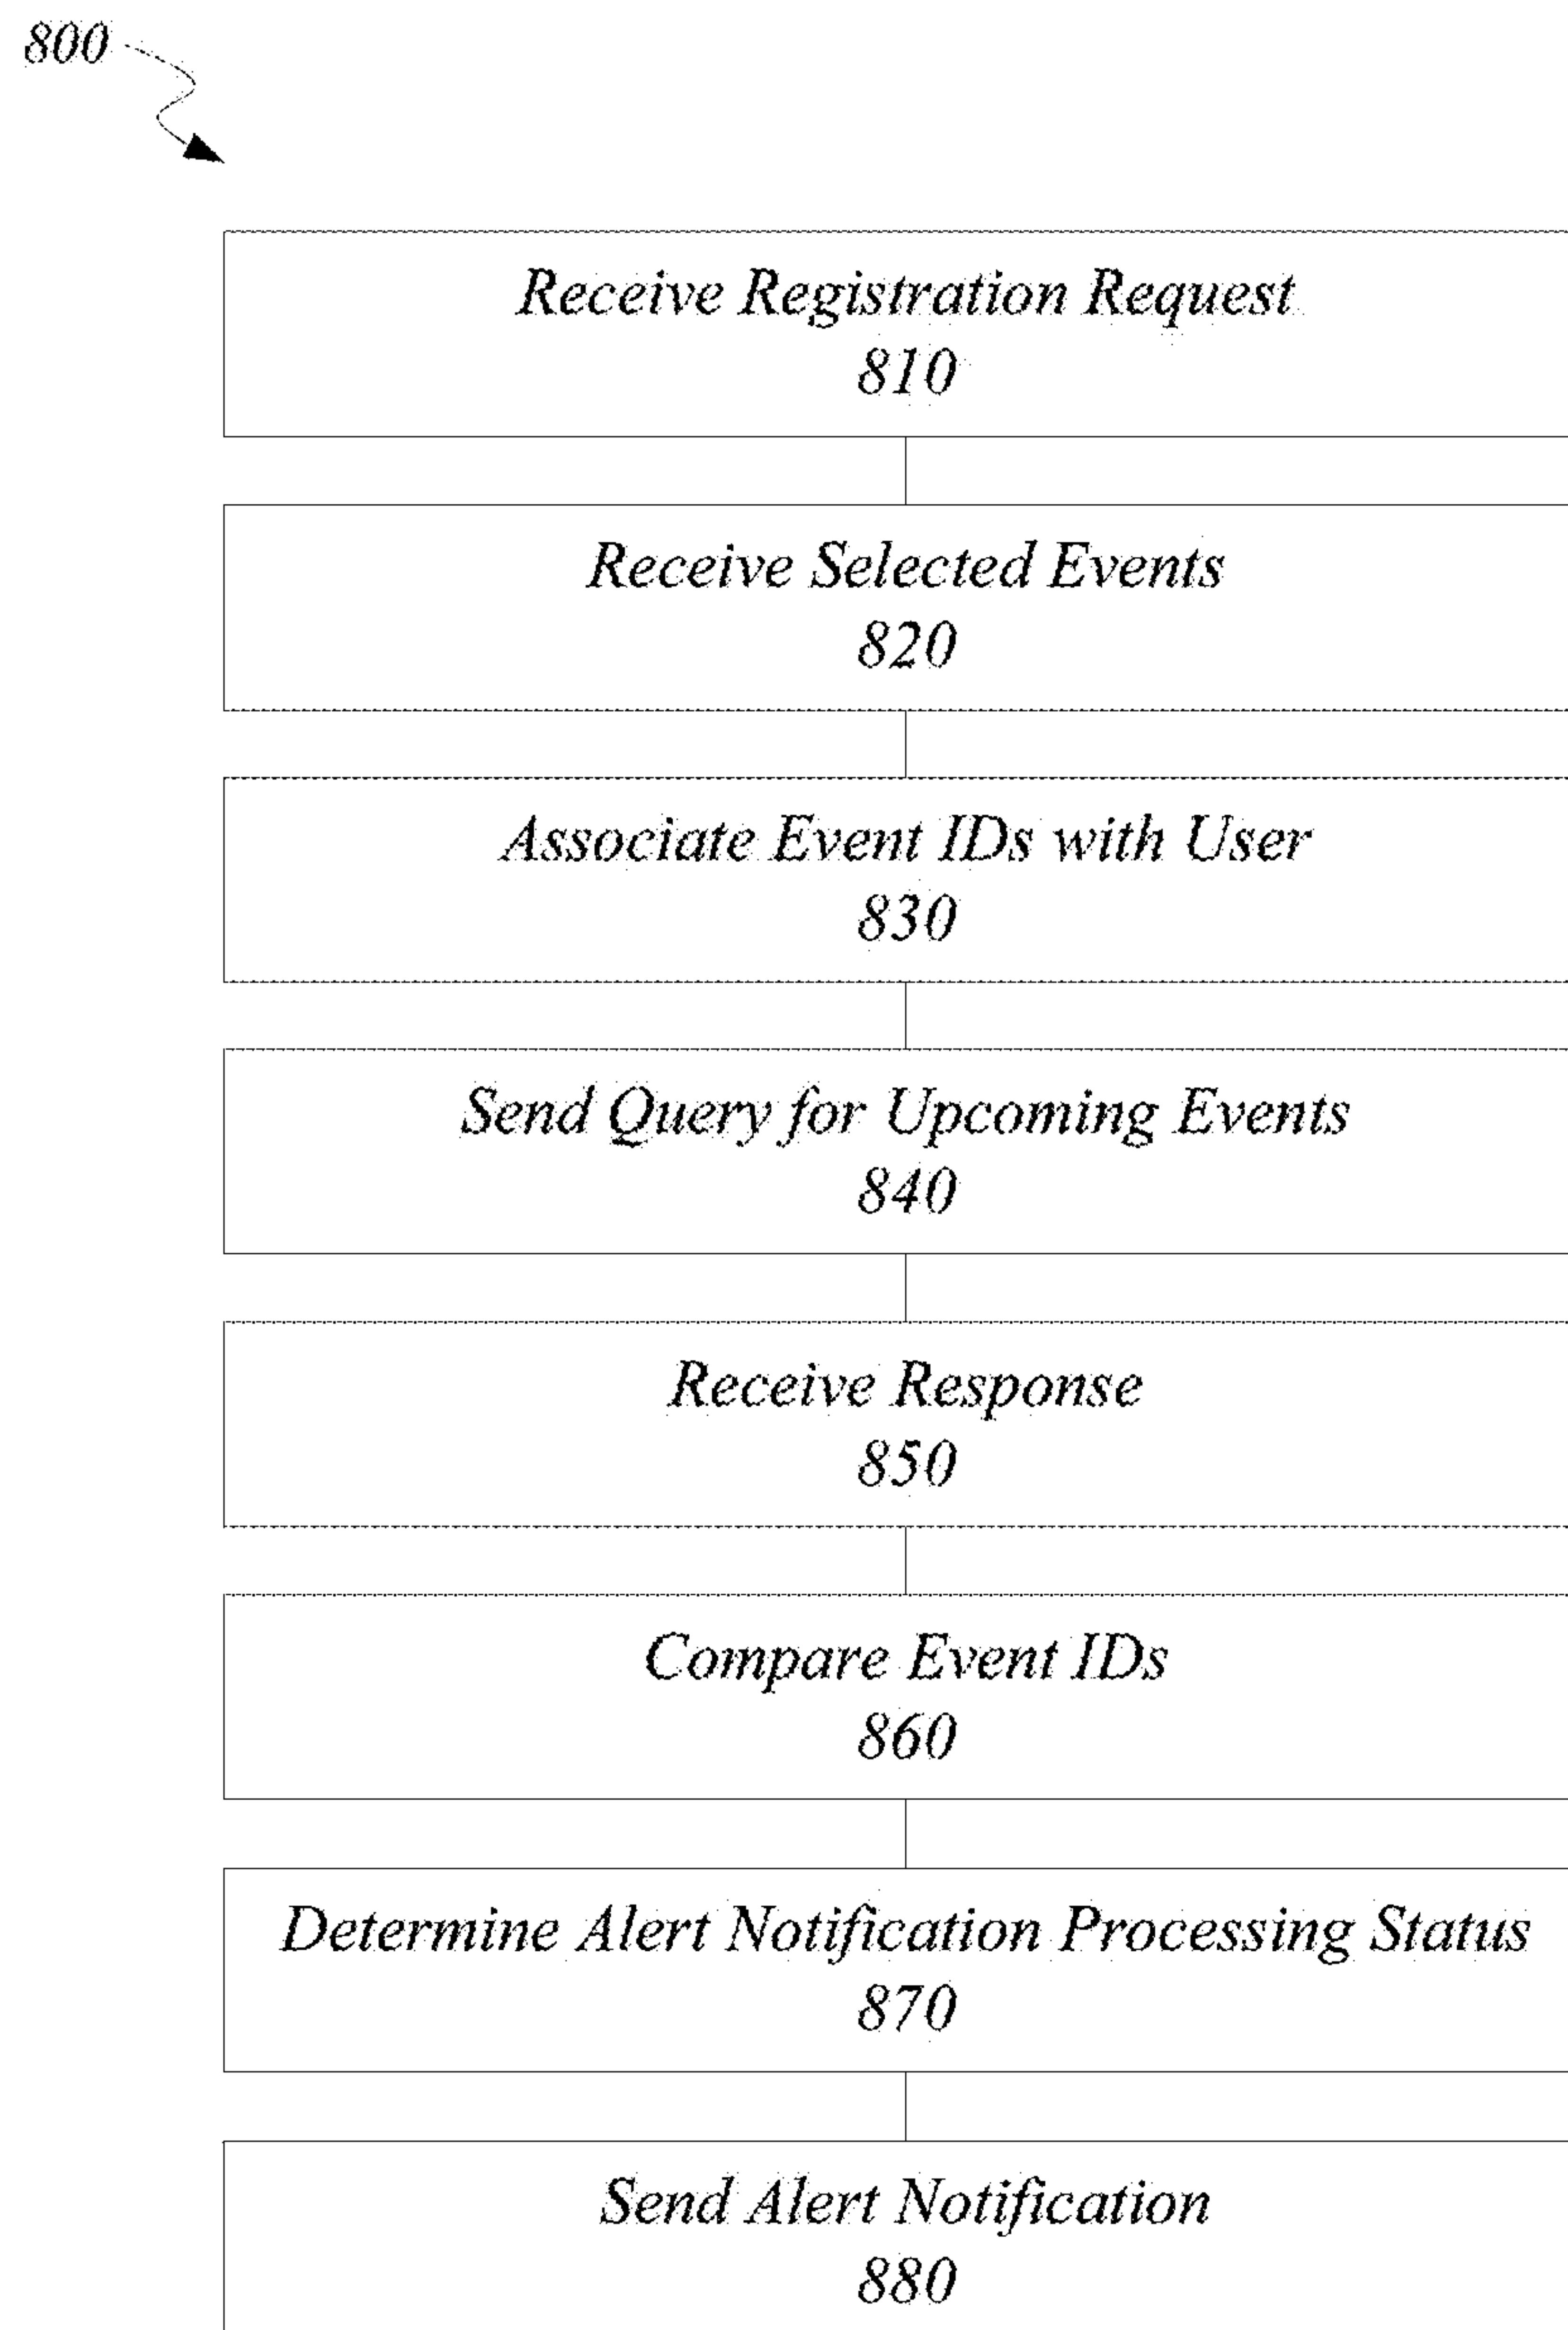 800
Receive Registration Request
810
Receive Selected Events
820
Associate Event IDs with User
830
Send Query for Upcoming Events
840
Receive Response
850
Compare Event IDs
860
Determine Alert Notification Processing Status
870
Send Alert Notification
880